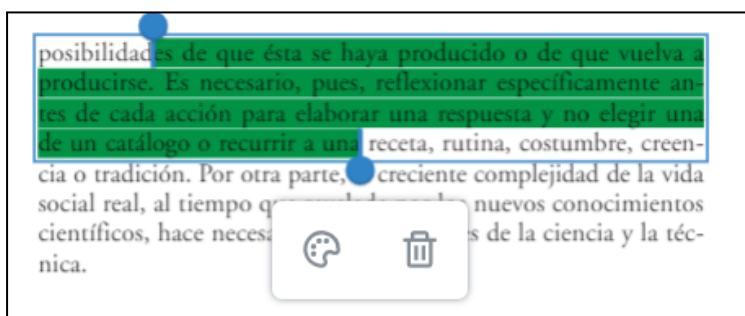 posibilidades de que ésta se haya producido o de que vuelva a
producirse. Es necesario, pues, reflexionar específicamente an-
tes de cada acción para elaborar una respuesta y no elegir una
de un catálogo o recurrir a una receta, rutina, costumbre, creen-
cia o tradición. Por otra parte, creciente complejidad de la vida
social real, al tiempo nuevos conocimientos
científicos, hace de la ciencia y la téc-
nica.